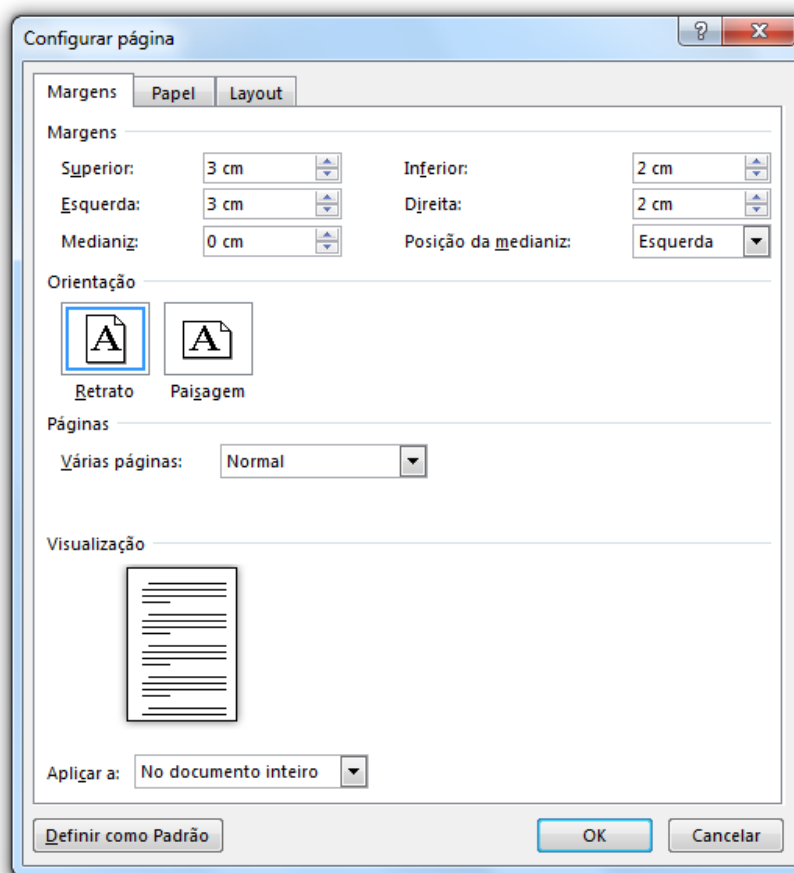 Configurar página
Margens Papel Layout
Margens
Superior: 3 cm Inferior: 2 cm
Esquerda: 3 cm Direita: 2 cm
Medianiz: 0 cm Posição da medianiz: Esquerda
Orientação
A A
Retrato Paisagem
Páginas
Várias páginas: Normal
Visualização
Aplicar a: No documento inteiro
Definir como Padrão OK Cancelar